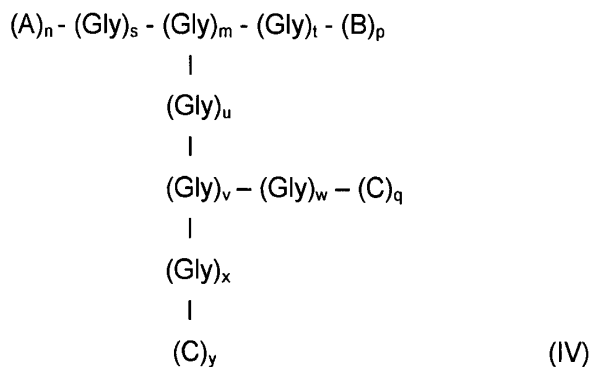 (A)n - (Gly)s - (Gly)m - (Gly)t - (B)p
(Gly)u
(Gly)v – (Gly)w – (C)q
(Gly)x
(C)y (IV)